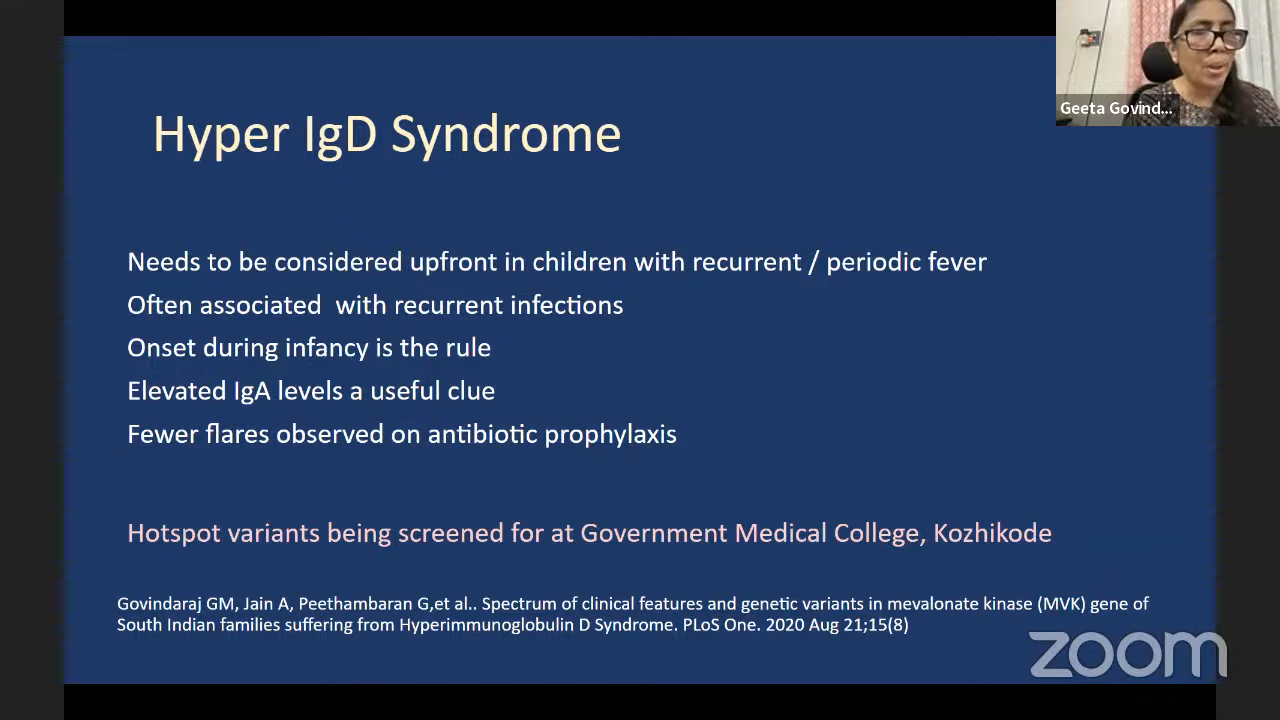 Geeta Govind...
Hyper IgD Syndrome
Needs to be considered upfront in children with recurrent / periodic fever
Often associated  with recurrent infections
Onset during infancy is the rule
Elevated IgA levels a useful clue
Fewer flares observed on antibiotic prophylaxis
Hotspot variants being screened for at Government Medical College, Kozhikode
Govindaraj GM, Jain A, Peethambaran G,et al.. Spectrum of clinical features and genetic variants in mevalonate kinase (MVK) gene of
South Indian families suffering from Hyperimmunoglobulin D Syndrome. PLoS One. 2020 Aug 21;15(8)
zoom